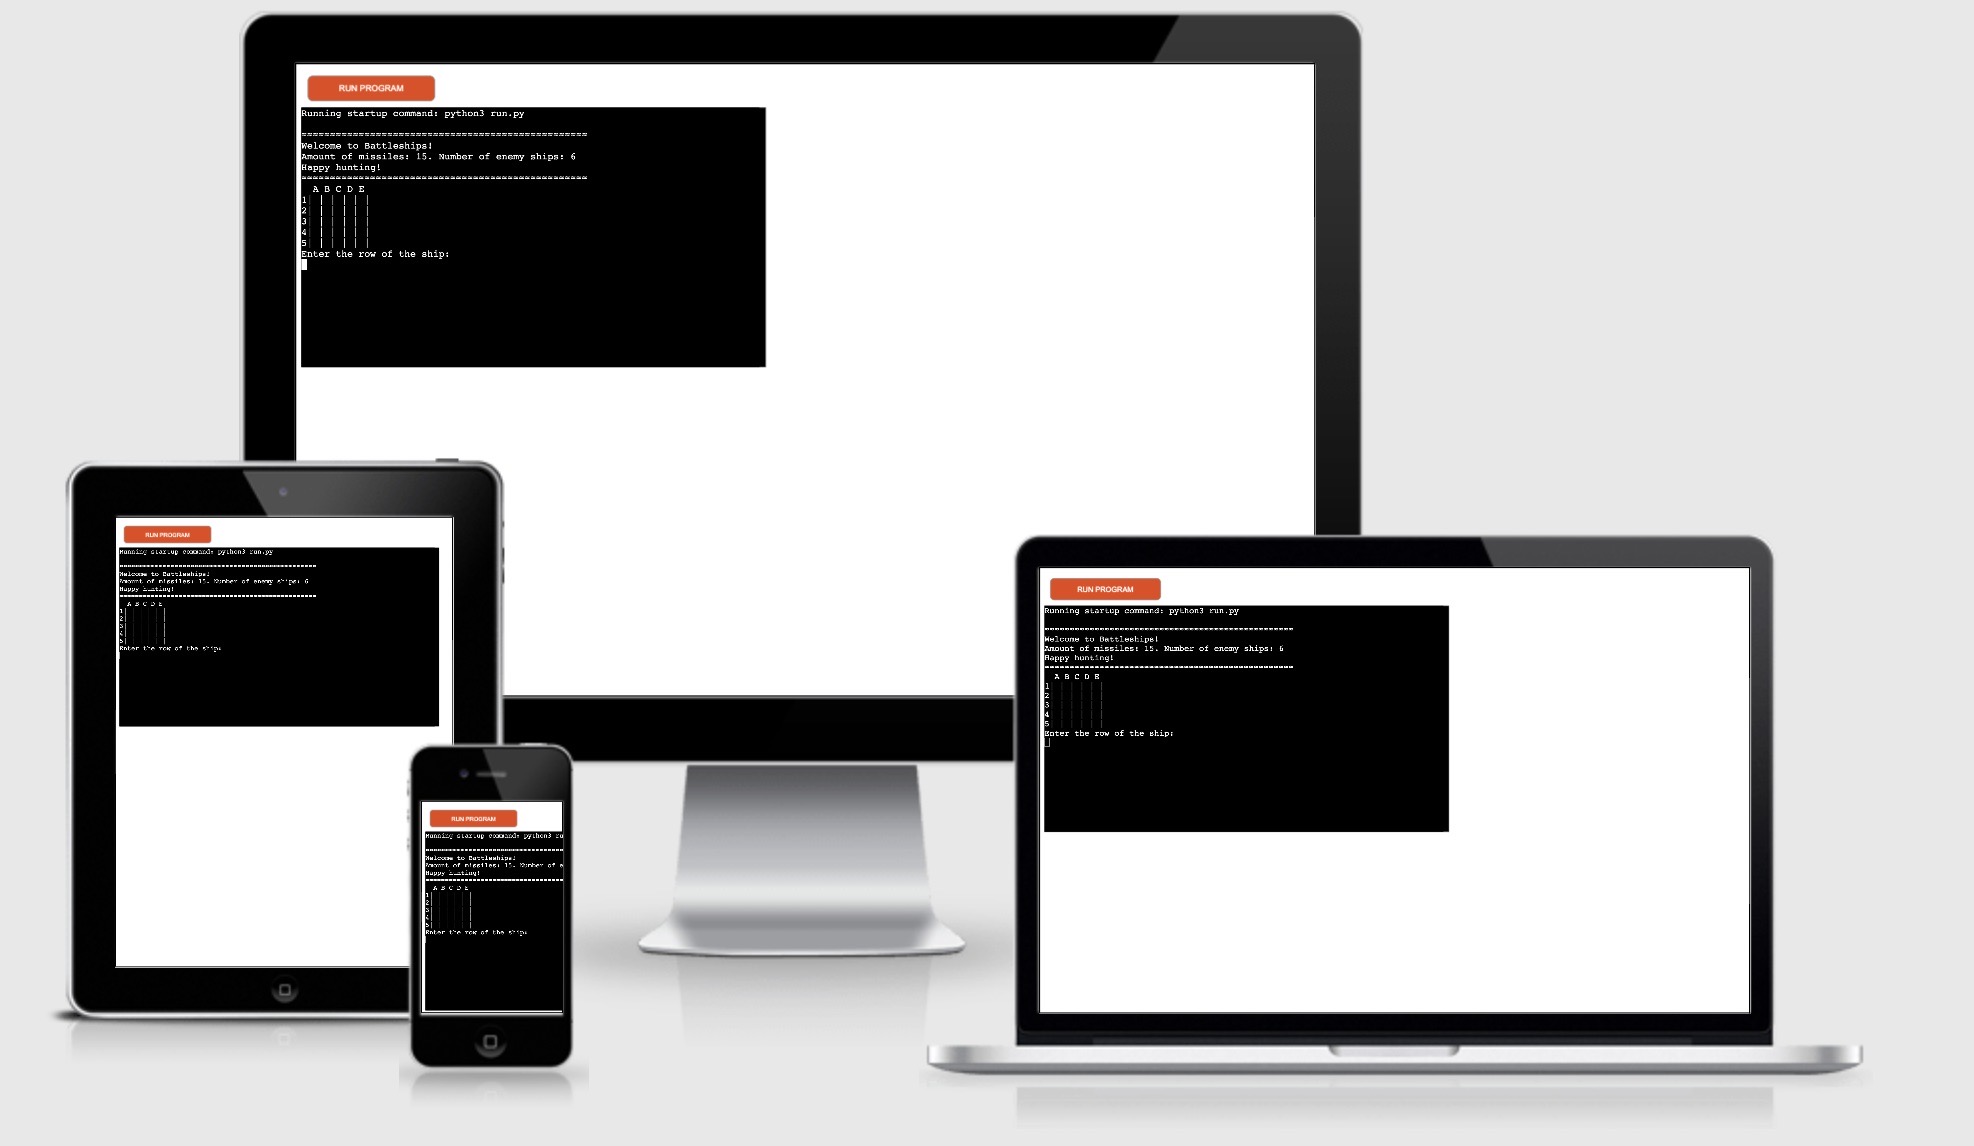 RUN PROGRAM
Running startup command: python3 run.py
~~~~~~~~~~~~~~~~~~~~~~~~~~~~~~~~~~~~~~~~~~~~~~~~~~
Welcome to Battleships!
Amount of missiles: 15. Number of enemy ships: 6
Happy hunting!
~~~~~~~~~~~~~~~~~~~~~~~~~~~~~~~~~~~~~~~~~~~~~~~~~~
A B C D E
1| | | | | |
2| | | | | |
3| | | | | |
4| | | | | |
5| | | | | |
Enter the row of the ship:
RUN PROGRAM
Running startup command: python3 run.py
~~~~~~~~~~~~~~~~~~~~~~~~~~~~~~~~~~~~~~~~~~~~~~~~~~
Welcome to Battleships!
Amount of missiles: 15. Number of enemy ships: 6
Happy hunting!
~~~~~~~~~~~~~~~~~~~~~~~~~~~~~~~~~~~~~~~~~~~~~~~~~~
A B C D E
1| | | | | |
2| | | | | |
3| | | | | |
4| | | | | |
5| | | | | |
Enter the row of the ship:
RUN PROGRAM
Running startup command: python3 ru
~~~~~~~~~~~~~~~~~~~~~~~~~~~~~~~~~~~
Welcome to Battleships!
Amount of missiles: 15. Number of e
Happy hunting!
~~~~~~~~~~~~~~~~~~~~~~~~~~~~~~~~~~~
A B C D E
1| | | | | |
2| | | | | |
3| | | | | |
4| | | | | |
5| | | | | |
Enter the row of the ship:
RUN PROGRAM
Running startup command: python3 run.py
~~~~~~~~~~~~~~~~~~~~~~~~~~~~~~~~~~~~~~~~~~~~~~~~~~
Welcome to Battleships!
Amount of missiles: 15. Number of enemy ships: 6
Happy hunting!
~~~~~~~~~~~~~~~~~~~~~~~~~~~~~~~~~~~~~~~~~~~~~~~~~~
A B C D E
1| | | | | |
2| | | | | |
3| | | | | |
4| | | | | |
5| | | | | |
Enter the row of the ship: